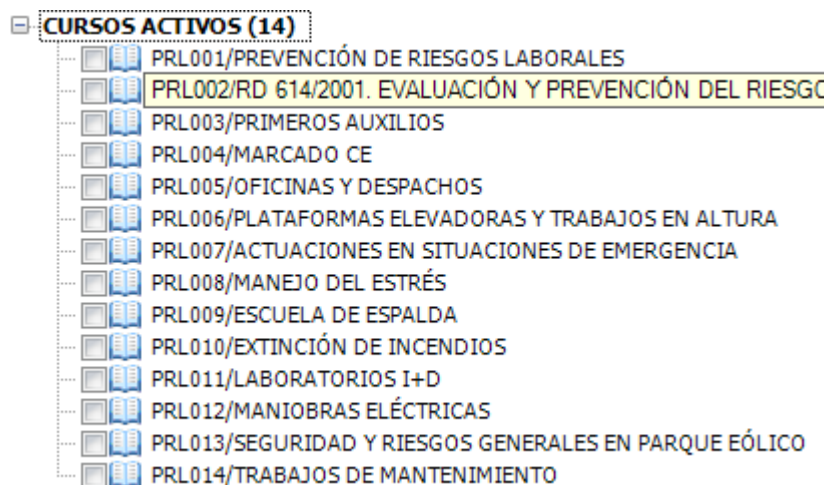 CURSOS ACTIVOS (14)
PRL001/PREVENCIÓN DE RIESGOS LABORALES
PRL002/RD 614/2001. EVALUACIÓN Y PREVENCIÓN DEL RIESGO
PRL003/PRIMEROS AUXILIOS
PRL004/MARCADO CE
PRL005/OFICINAS Y DESPACHOS
PRL006/PLATAFORMAS ELEVADORAS Y TRABAJOS EN ALTURA
PRL007/ACTUACIONES EN SITUACIONES DE EMERGENCIA
PRL008/MANEJO DEL ESTRÉS
PRL009/ESCUELA DE ESPALDA
PRL010/EXTINCIÓN DE INCENDIOS
PRL011/LABORATORIOS I+D
PRL012/MANIOBRAS ELÉCTRICAS
PRL013/SEGURIDAD Y RIESGOS GENERALES EN PARQUE EÓLICO
PRL014/TRABAJOS DE MANTENIMIENTO